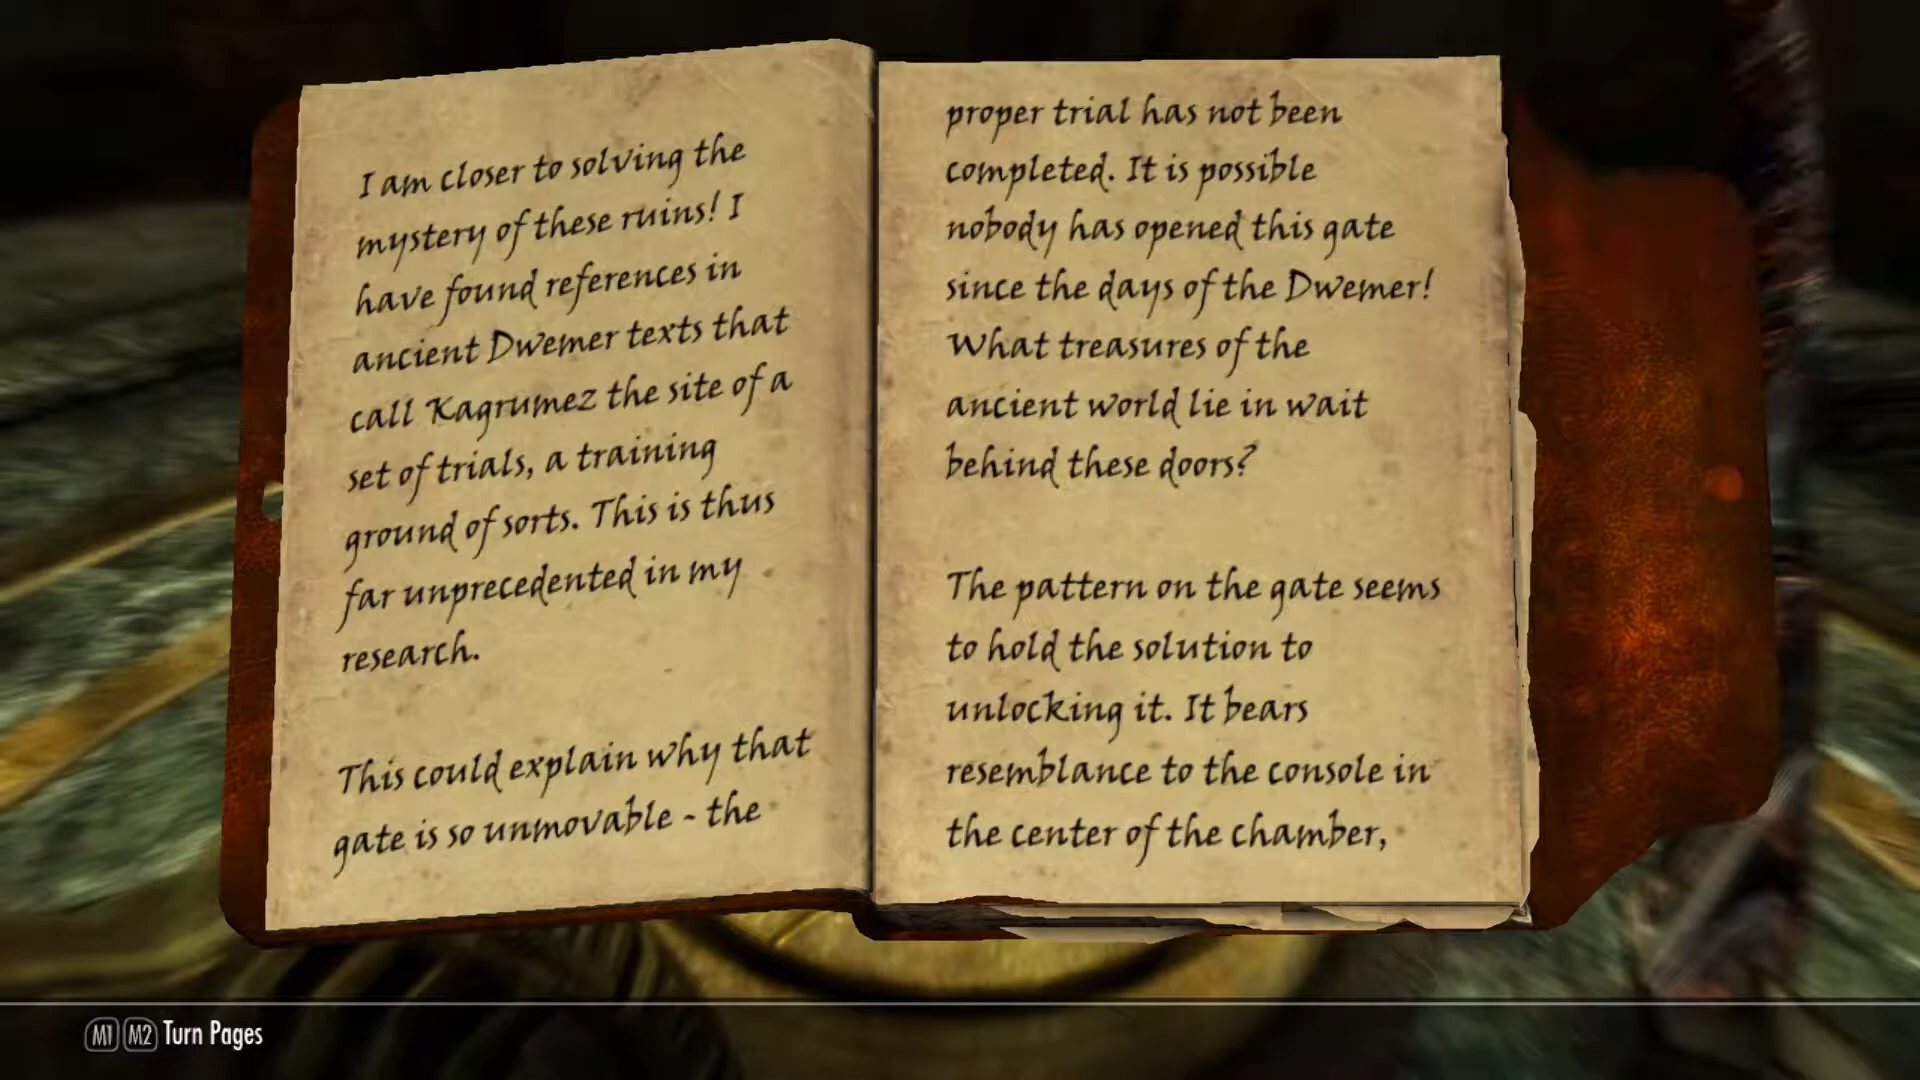 I am closer to solving the
mystery of these ruins! I
have found references in
ancient Dwemer texts that
call Kagrumez the site of a
set of trials, a training
ground of sorts. This is thus
far unprecedented in my
research.
This could explain why that
gate is so unmovable - the
proper trial has not been
completed. It is possible
nobody has opened this gate
since the days of the Dwemer!
What treasures of the
ancient world lie in wait
behind these doors?
The pattern on the gate seems
to hold the solution to
unlocking it. It bears
resemblance to the console in
the center of the chamber,
M1 M2 Turn Pages